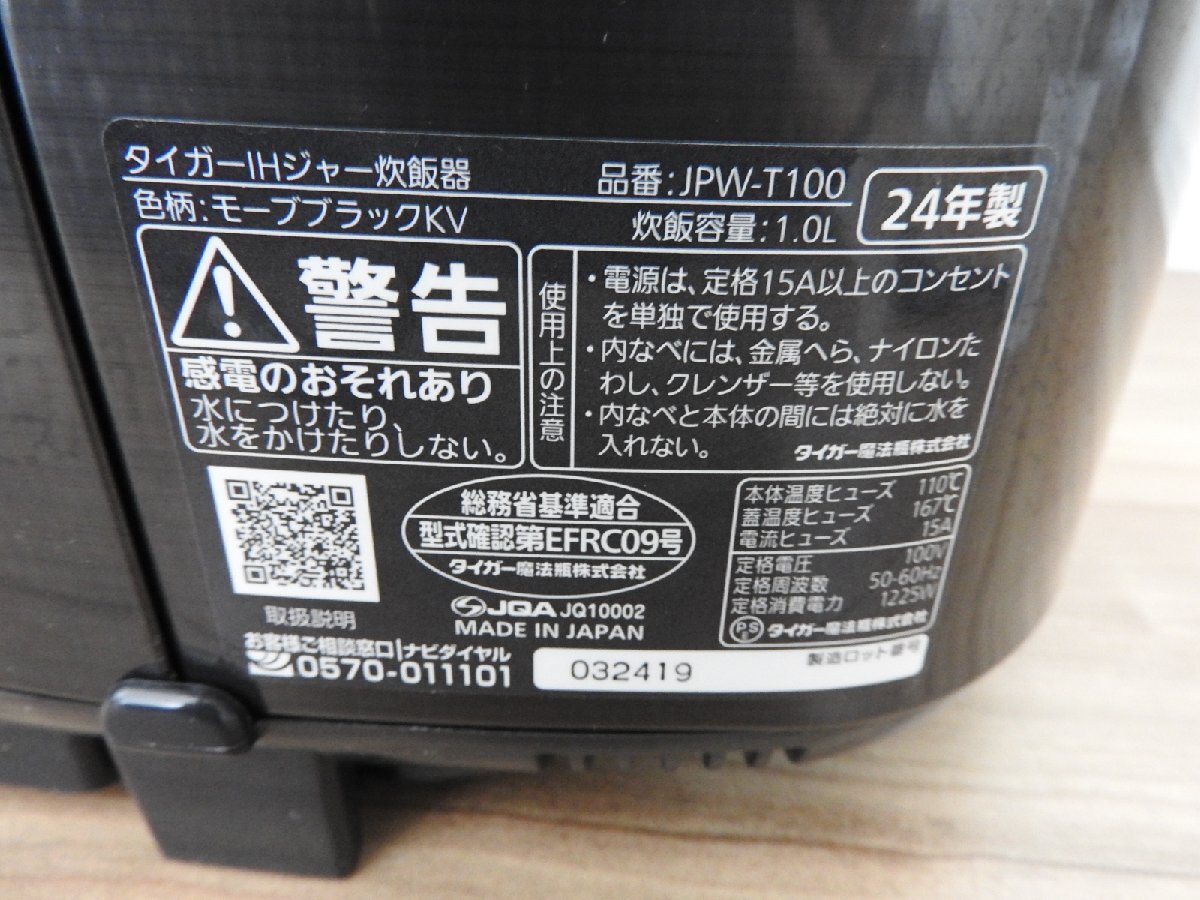 タイガーIHジャー炊飯器 品番:JPW-T100
色柄:モーブブラックKV 炊飯容量:1.0L
24年製
警告
感電のおそれあり
水につけたり、
水をかけたりしない。
使用上の注意
・電源は、定格15A以上のコンセント
を単独で使用する。
・内なべには、金属へら、ナイロンた
わし、クレンザー等を使用しない。
・内なべと本体の間には絶対に水を
入れない。
タイガー魔法瓶株式会社
取扱説明
総務省基準適合
型式確認第EFRC09号
タイガー魔法瓶株式会社
JQA JQ10002
MADE IN JAPAN
本体温度ヒューズ 110℃
蓋温度ヒューズ 167℃
電流ヒューズ 15A
定格電圧 100V
定格周波数 50-60Hz
定格消費電力 1225W
PS E タイガー魔法瓶株式会社
お客様ご相談窓口 ナビダイヤル
0570-011101
032419
製造ロット番号